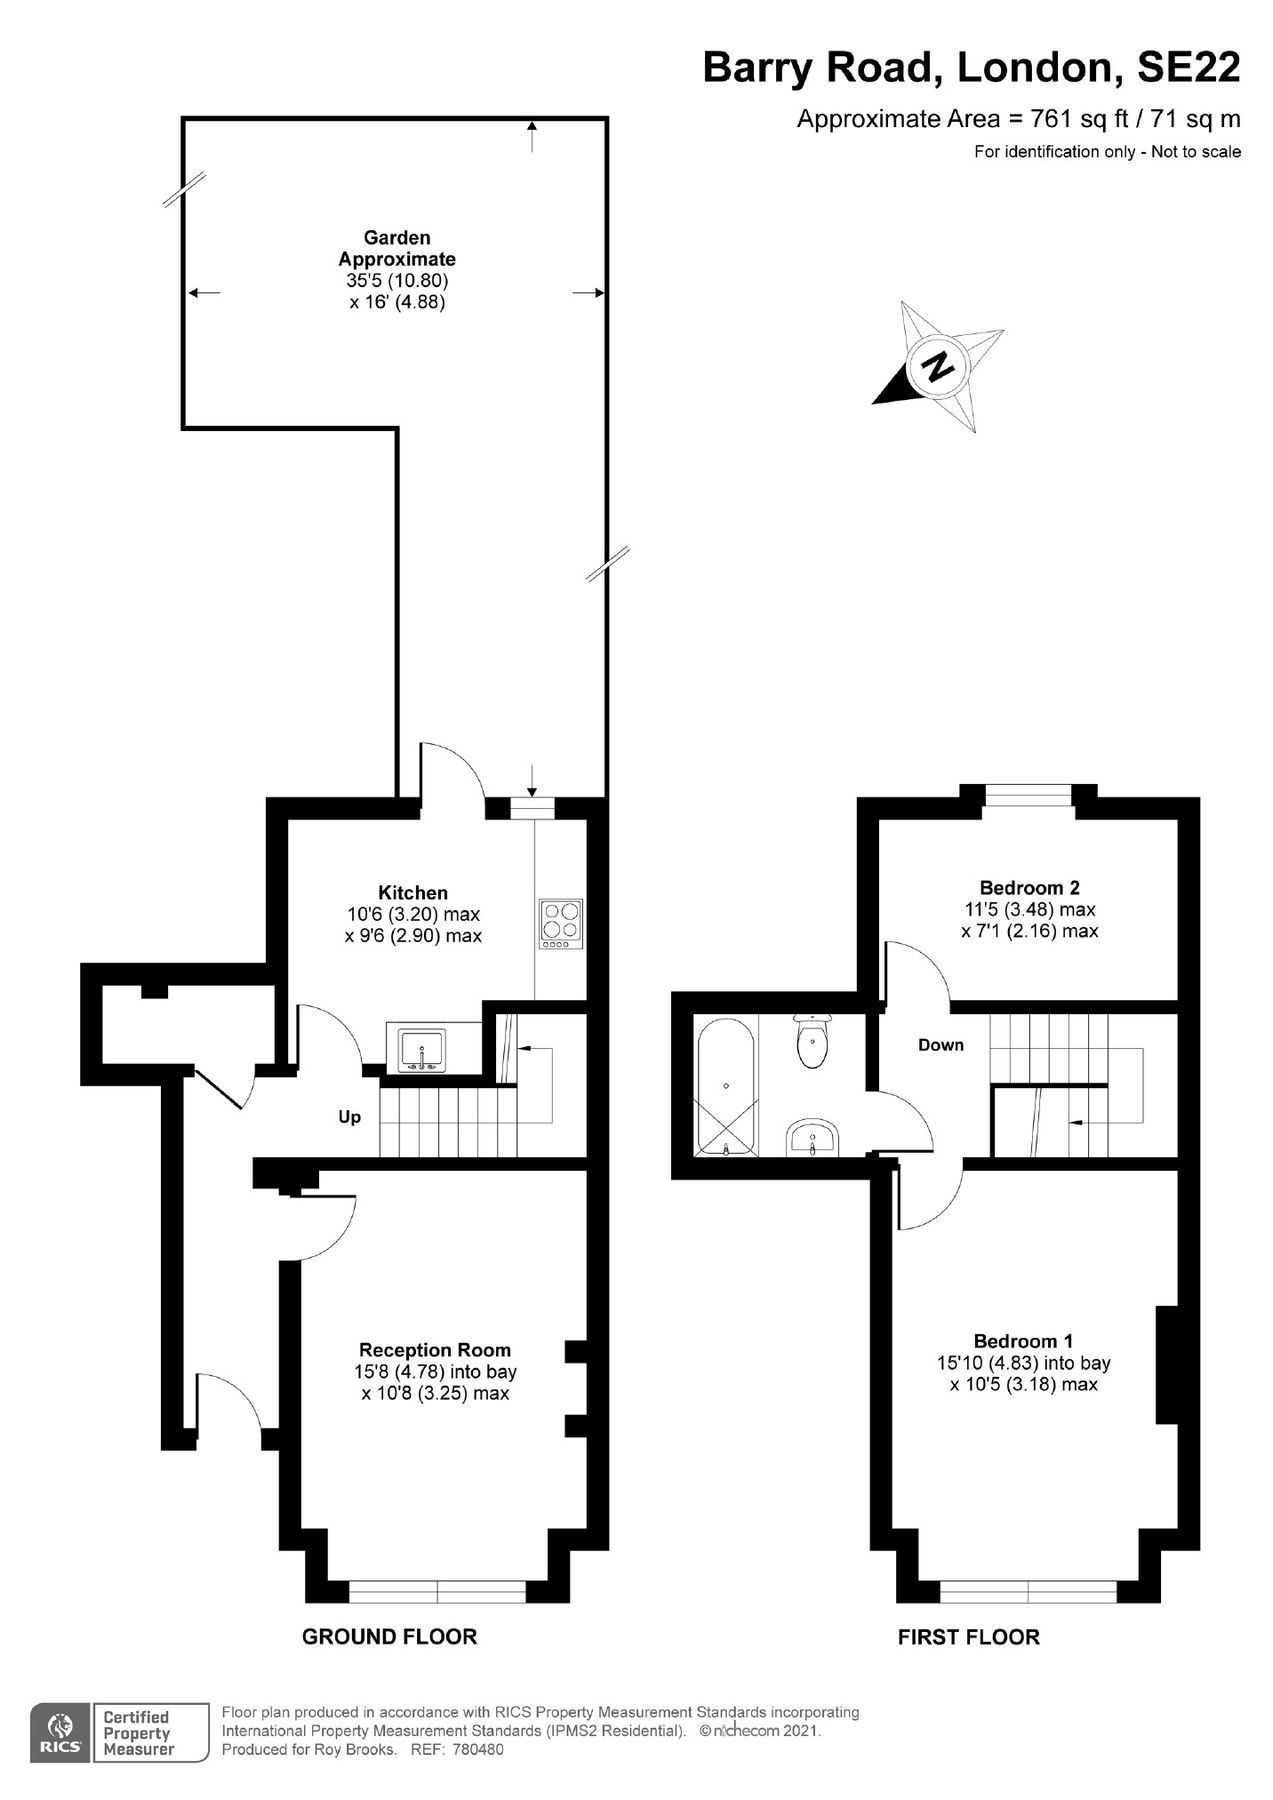 Barry Road, London, SE22
Approximate Area = 761 sq ft / 71 sq m
For identification only - Not to scale
Garden
Approximate
35'5 (10.80)
x 16' (4.88)
N
Kitchen
10'6 (3.20) max
x 9'6 (2.90) max
Up
Reception Room
15'8 (4.78) into bay
x 10'8 (3.25) max
GROUND FLOOR
Bedroom 2
11'5 (3.48) max
x 7'1 (2.16) max
Down
Bedroom 1
15'10 (4.83) into bay
x 10'5 (3.18) max
FIRST FLOOR
RICS
Certified
Property
Measurer
Floor plan produced in accordance with RICS Property Measurement Standards incorporating
International Property Measurement Standards (IPMS2 Residential). © nichecom 2021.
Produced for Roy Brooks. REF: 780480